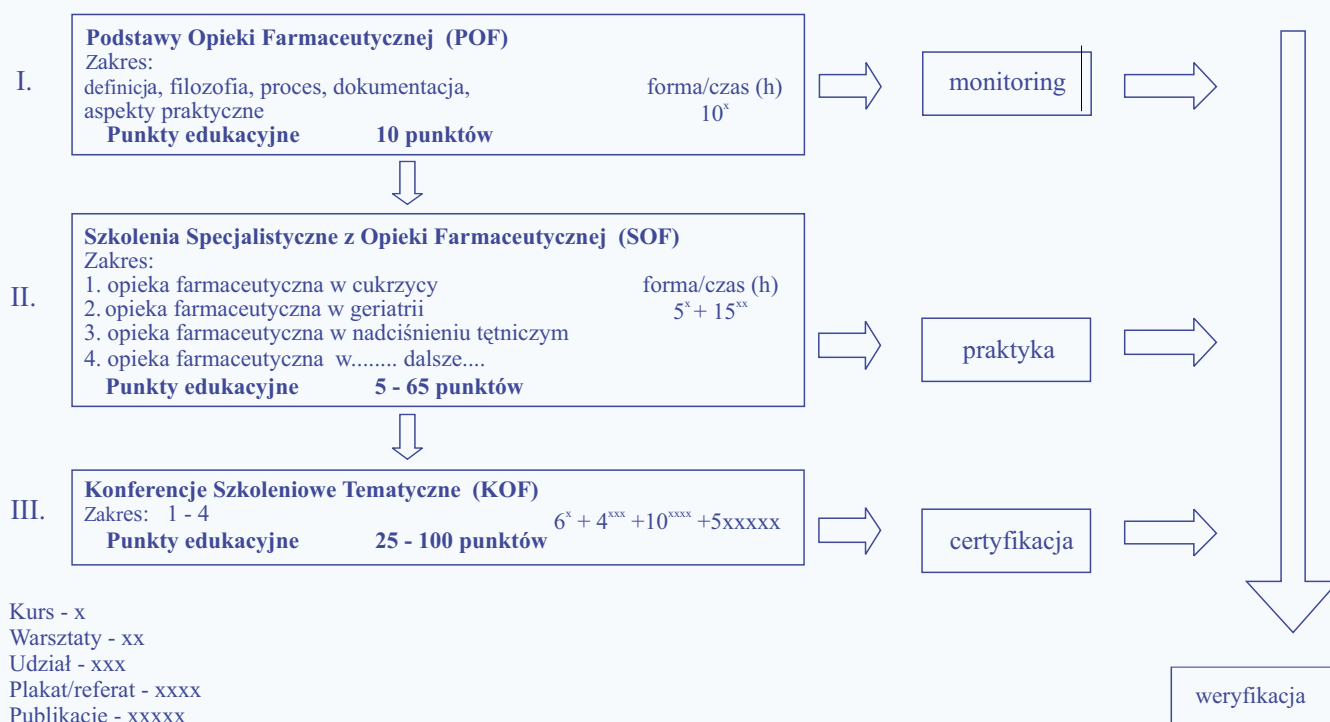 I.
Podstawy Opieki Farmaceutycznej (POF)
Zakres:
definicja, filozofia, proces, dokumentacja,
aspekty praktyczne
forma/czas (h)
10ˣ
Punkty edukacyjne 10 punktów
monitoring
II.
Szkolenia Specjalistyczne z Opieki Farmaceutycznej (SOF)
Zakres:
1. opieka farmaceutyczna w cukrzycy
2. opieka farmaceutyczna w geriatrii
3. opieka farmaceutyczna w nadciśnieniu tętniczym
4. opieka farmaceutyczna w........ dalsze....
forma/czas (h)
5ˣ + 15ˣˣ
Punkty edukacyjne 5 - 65 punktów
praktyka
III.
Konferencje Szkoleniowe Tematyczne (KOF)
Zakres: 1 - 4
6ˣ + 4ˣˣˣ +10ˣˣˣˣ +5xxxxx
Punkty edukacyjne 25 - 100 punktów
certyfikacja
Kurs - x
Warsztaty - xx
Udział - xxx
Plakat/referat - xxxx
Publikacje - xxxxx
weryfikacja